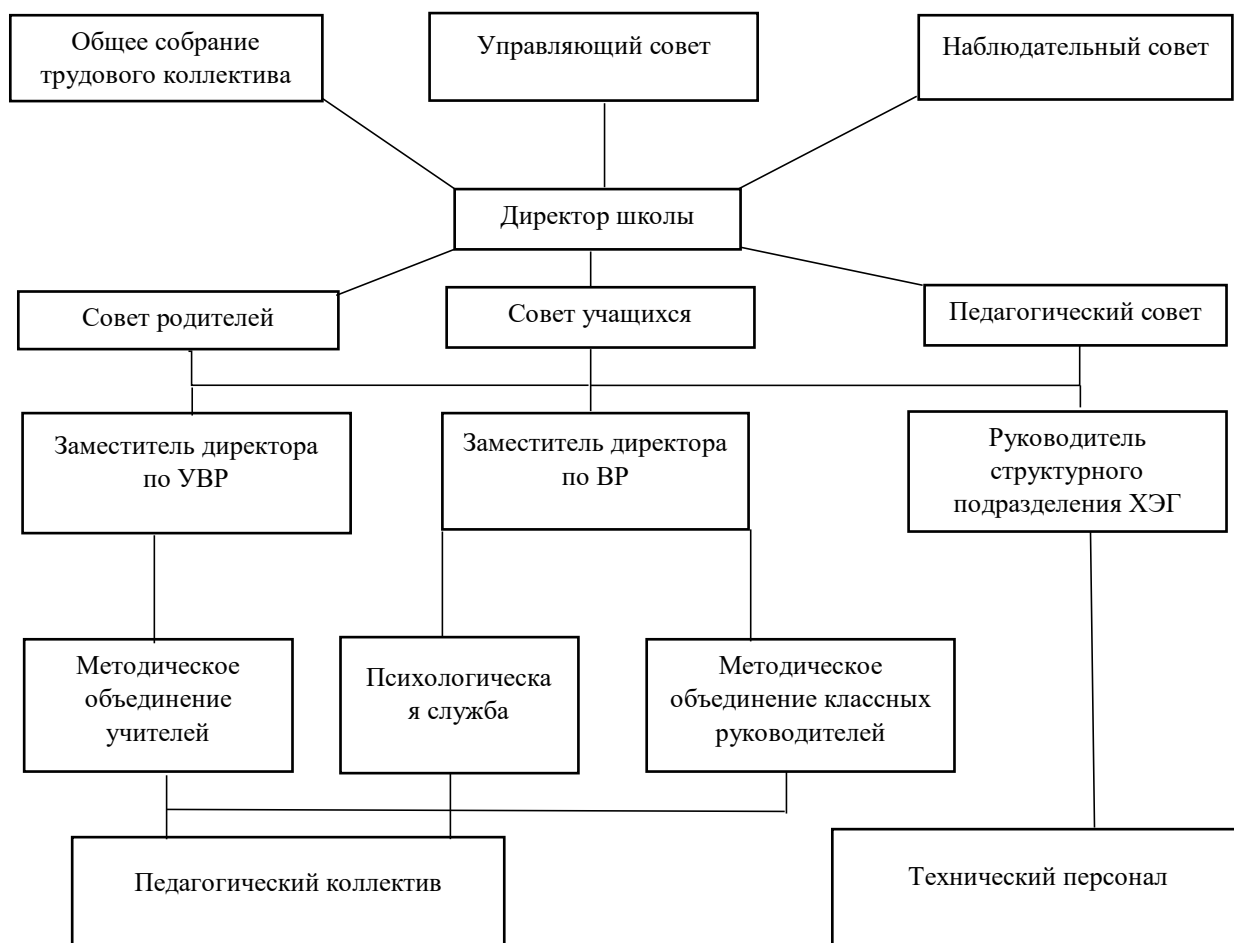 Общее собрание
трудового коллектива
Управляющий совет
Наблюдательный совет
Директор школы
Совет родителей
Совет учащихся
Педагогический совет
Заместитель директора
по УВР
Заместитель директора
по ВР
Руководитель
структурного
подразделения ХЭГ
Методическое
объединение
учителей
Психологическа
я служба
Методическое
объединение классных
руководителей
Педагогический коллектив
Технический персонал